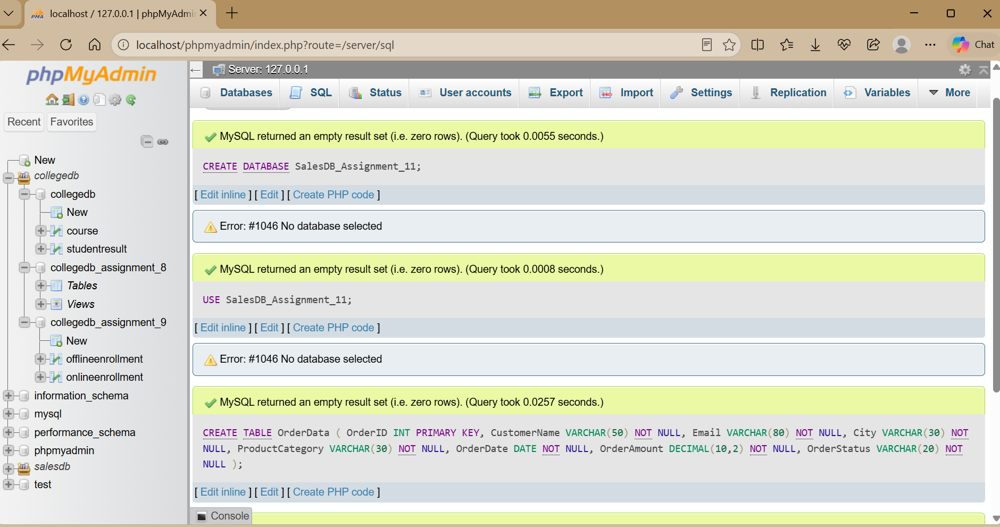 localhost / 127.0.0.1 | phpMyAdmi
localhost/phpmyadmin/index.php?route=/server/sql
Chat
phpMyAdmin
Recent
Favorites
New
collegedb
collegedb
New
course
studentresult
collegedb_assignment_8
Tables
Views
collegedb_assignment_9
New
offlineenrollment
onlineenrollment
information_schema
mysql
performance_schema
phpmyadmin
salesdb
test
Server: 127.0.0.1
Databases SQL Status User accounts Export Import Settings Replication Variables More
MySQL returned an empty result set (i.e. zero rows). (Query took 0.0055 seconds.)
CREATE DATABASE SalesDB_Assignment_11;
[ Edit inline ] [ Edit ] [ Create PHP code ]
Error: #1046 No database selected
MySQL returned an empty result set (i.e. zero rows). (Query took 0.0008 seconds.)
USE SalesDB_Assignment_11;
[ Edit inline ] [ Edit ] [ Create PHP code ]
Error: #1046 No database selected
MySQL returned an empty result set (i.e. zero rows). (Query took 0.0257 seconds.)
CREATE TABLE OrderData ( OrderID INT PRIMARY KEY, CustomerName VARCHAR(50) NOT NULL, Email VARCHAR(80) NOT NULL, City VARCHAR(30) NOT
NULL, ProductCategory VARCHAR(30) NOT NULL, OrderDate DATE NOT NULL, OrderAmount DECIMAL(10,2) NOT NULL, OrderStatus VARCHAR(20) NOT
NULL );
[ Edit inline ] [ Edit ] [ Create PHP code ]
Console